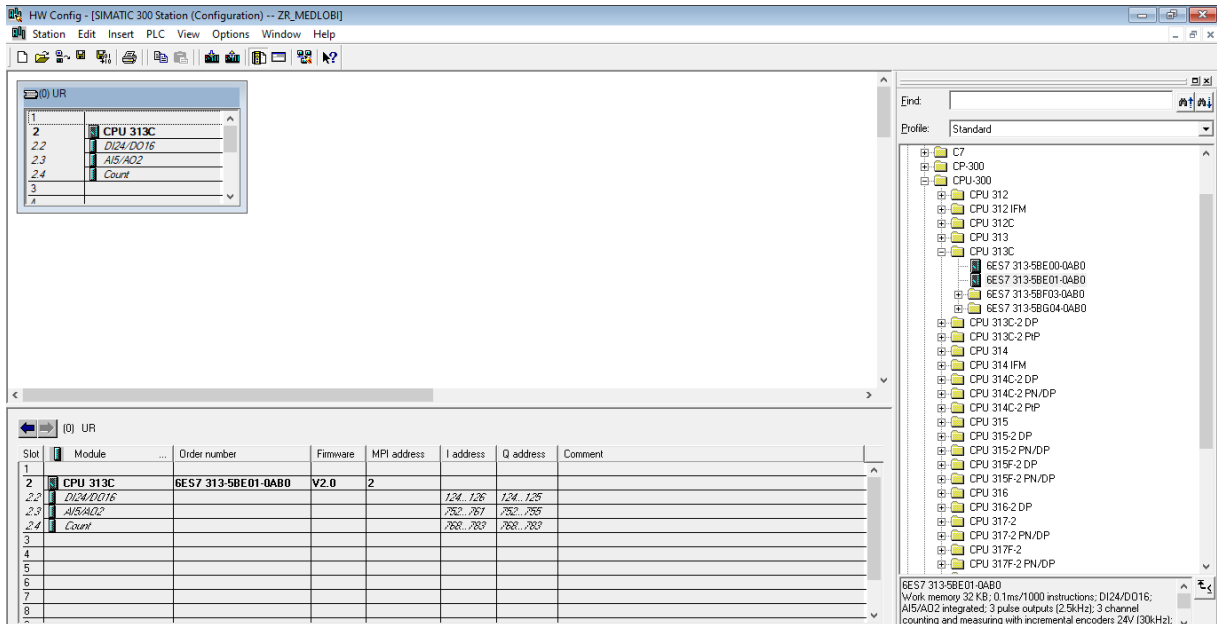 HW Config - [SIMATIC 300 Station (Configuration) -- ZR_MEDLOBI]
Station Edit Insert PLC View Options Window Help
(0) UR
1
2 CPU 313C
2.2 DI24/DO16
2.3 AI5/AO2
2.4 Count
3
4
(0) UR
Slot Module ... Order number Firmware MPI address I address Q address Comment
1
2 CPU 313C 6ES7 313-5BE01-0AB0 V2.0 2
2.2 DI24/DO16 124...126 124...125
2.3 AI5/AO2 752...761 752...755
2.4 Count 768...783 768...783
3
4
5
6
7
8
Find:
Profile: Standard
C7
CP-300
CPU-300
CPU 312
CPU 312 IFM
CPU 312C
CPU 313
CPU 313C
6ES7 313-5BE00-0AB0
6ES7 313-5BE01-0AB0
6ES7 313-5BF03-0AB0
6ES7 313-5BG04-0AB0
CPU 313C-2 DP
CPU 313C-2 PtP
CPU 314
CPU 314 IFM
CPU 314C-2 DP
CPU 314C-2 PN/DP
CPU 314C-2 PtP
CPU 315
CPU 315-2 DP
CPU 315-2 PN/DP
CPU 315F-2 DP
CPU 315F-2 PN/DP
CPU 316
CPU 316-2 DP
CPU 317-2
CPU 317-2 PN/DP
CPU 317F-2
CPU 317F-2 PN/DP
6ES7 313-5BE01-0AB0
Work memory 32 KB; 0.1ms/1000 instructions; DI24/DO16;
AI5/AO2 integrated; 3 pulse outputs (2.5kHz); 3 channel
counting and measuring with incremental encoders 24V (30kHz);